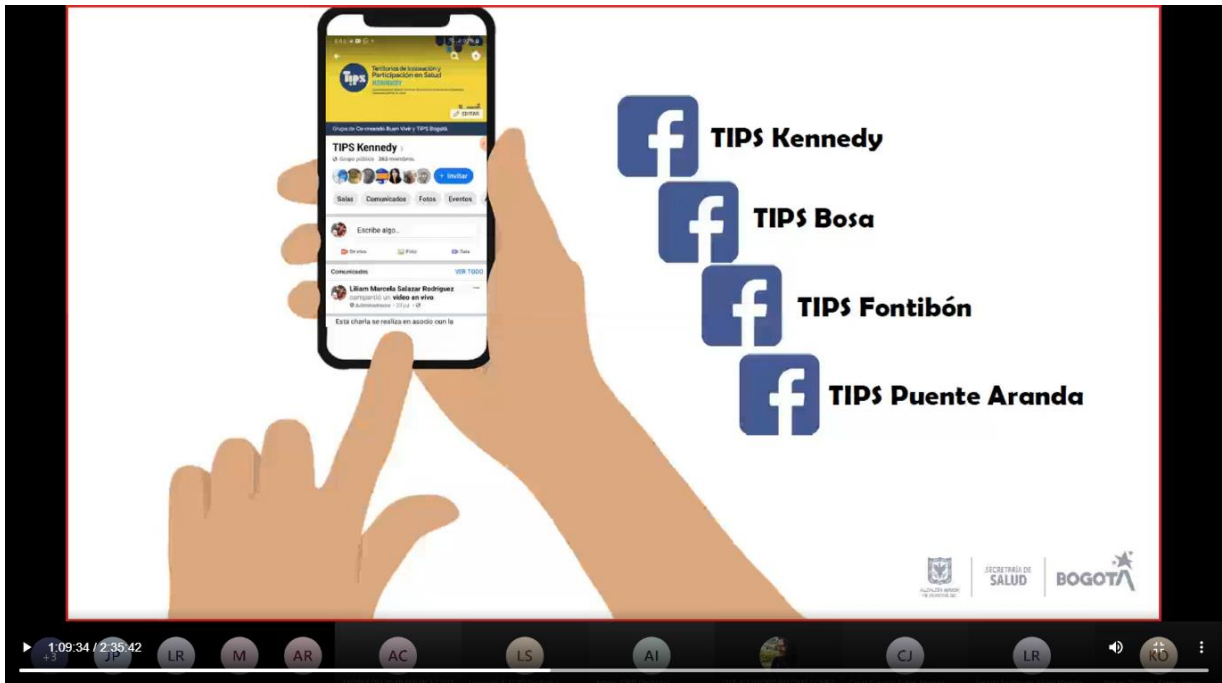 Tips
Territorios de Innovación y
Participación en Salud
KENNEDY
EDITAR
Grupo de Co-creando Buen Vivir y TIPS Bogotá
TIPS Kennedy
Grupo público 383 miembros
+ Invitar
Salas Comunicados Fotos Eventos
Escribe algo...
En vivo Foto Sala
Comunicados VER TODO
Liliam Marcela Salazar Rodriguez
compartió un video en vivo.
Esta charla se realiza en asocio con la
TIPS Kennedy
TIPS Bosa
TIPS Fontibón
TIPS Puente Aranda
SECRETARÍA DE
SALUD
BOGOTÁ
1:09:34 / 2:35:42
+3 JP LR M AR AC LS AI CJ LR KO